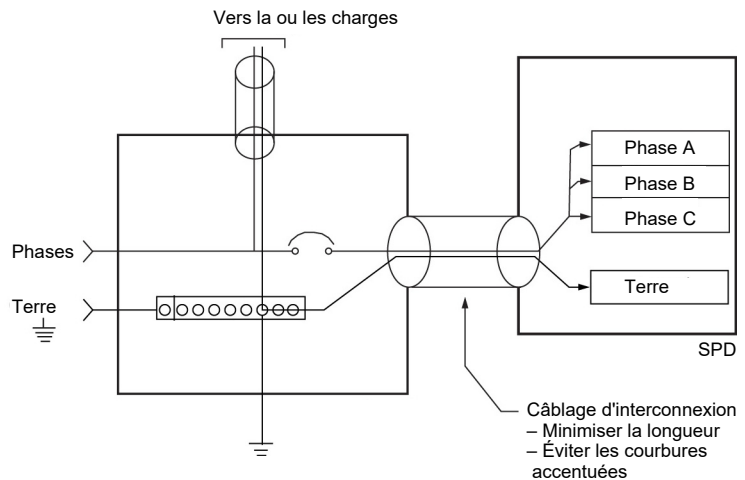 Vers la ou les charges
Phase A
Phase B
Phase C
Phases
Terre
Terre
SPD
Câblage d'interconnexion
– Minimiser la longueur
– Éviter les courbures
accentuées